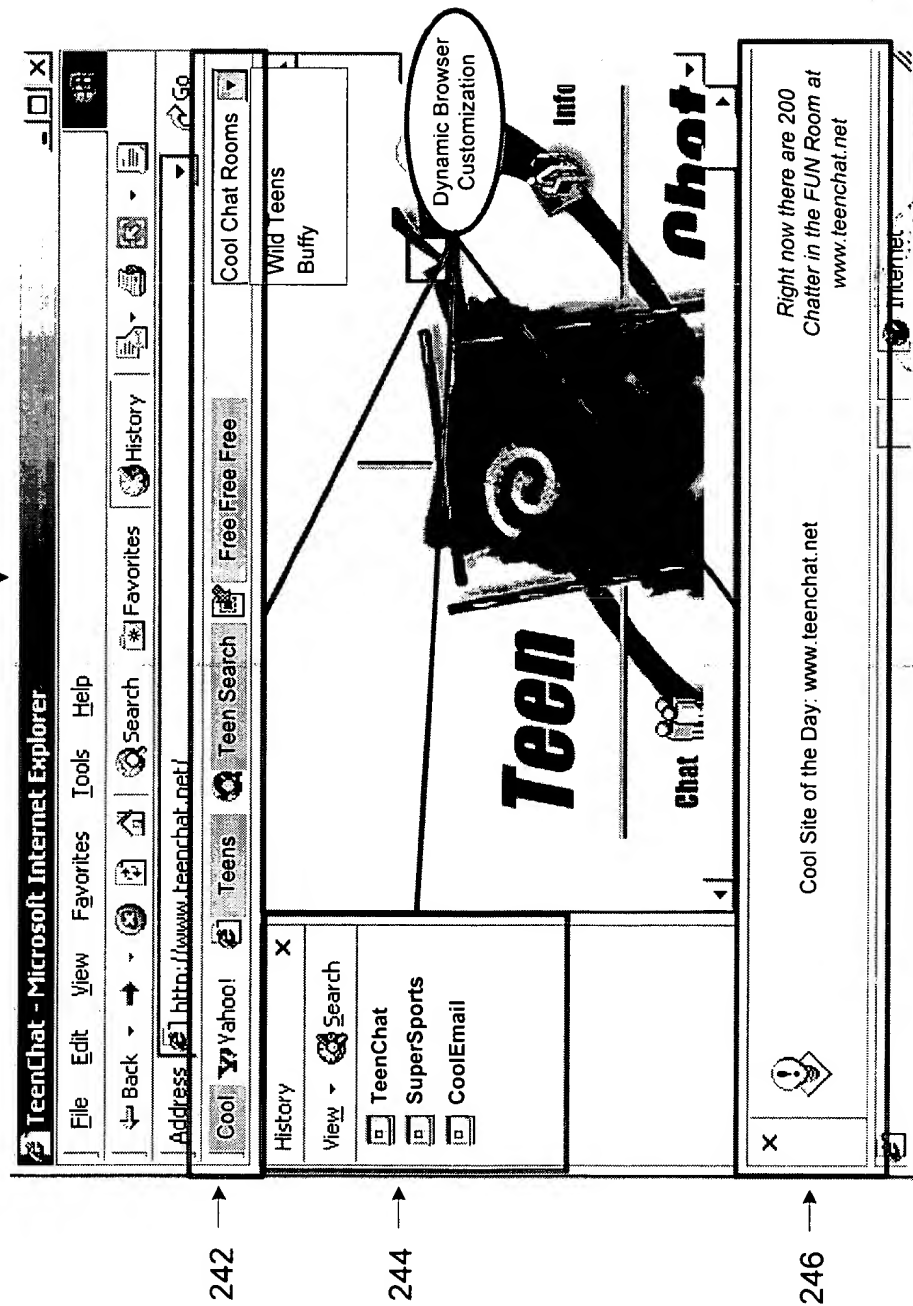 TeenChat - Microsoft Internet Explorer
File Edit View Favorites Tools Help
Back Search Favorites History
Address http://www.teenchat.net/ Go
Cool Y! Yahoo! Teens Teen Search Free Free Free Cool Chat Rooms
Wild Teens
Buffy
History
View Search
TeenChat
SuperSports
CoolEmail
Dynamic Browser
Customization
Teen Chat
Chat Info
Cool Site of the Day: www.teenchat.net
Right now there are 200
Chatter in the FUN Room at
www.teenchat.net
Internet
242
244
246